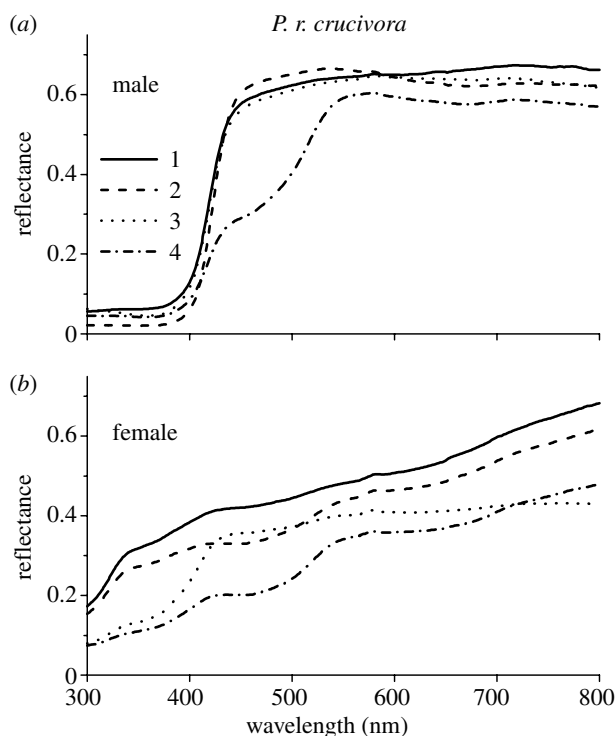 (a) P. r. crucivora
male
1
2
3
4
reflectance
0.6
0.4
0.2
0
(b)
female
reflectance
0.6
0.4
0.2
0
300 400 500 600 700 800
wavelength (nm)